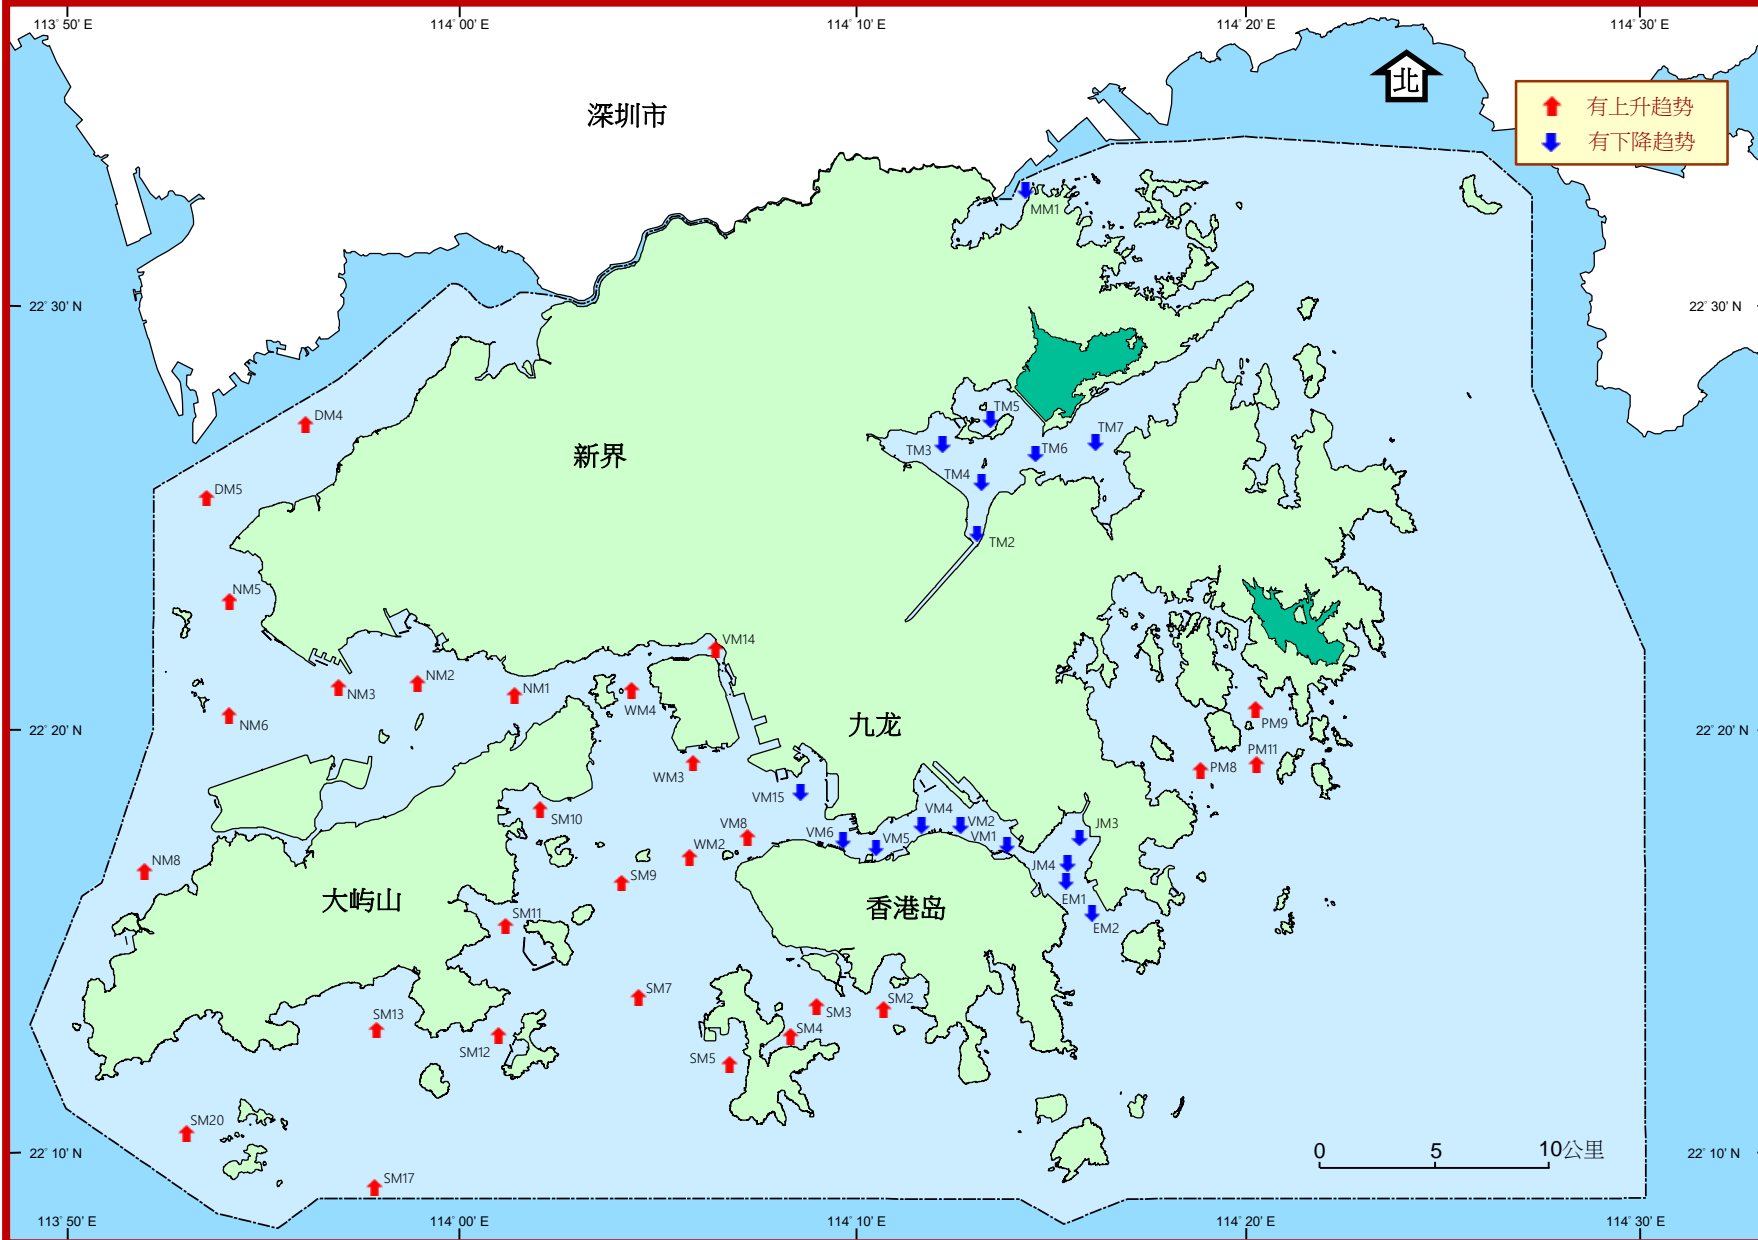 113° 50' E
114° 00' E
114° 10' E
114° 20' E
114° 30' E
北
有上升趋势
有下降趋势
深圳市
MM1
22° 30' N
22° 30' N
DM4
TM5
TM7
TM3
TM6
新界
TM4
DM5
TM2
NM5
VM14
NM2
NM1
NM3
WM4
PM9
NM6
22° 20' N
九龙
22° 20' N
PM11
PM8
WM3
VM15
SM10
VM4
VM8
VM2
JM3
VM6
VM5
VM1
WM2
NM8
JM4
SM9
大屿山
EM1
香港岛
SM11
EM2
SM7
SM2
SM13
SM3
SM4
SM12
SM5
SM20
22° 10' N
0
5
10公里
22° 10' N
SM17
113° 50' E
114° 00' E
114° 10' E
114° 20' E
114° 30' E